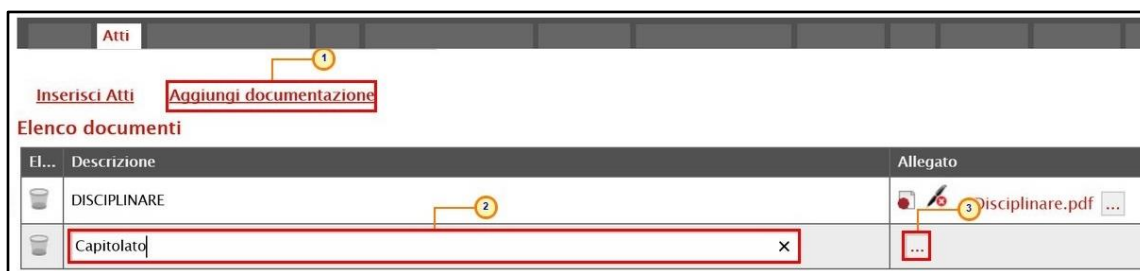 Atti
1
Inserisci Atti Aggiungi documentazione
Elenco documenti
El... Descrizione Allegato
DISCIPLINARE 2 3 Disciplinare.pdf ...
Capitolato × ...